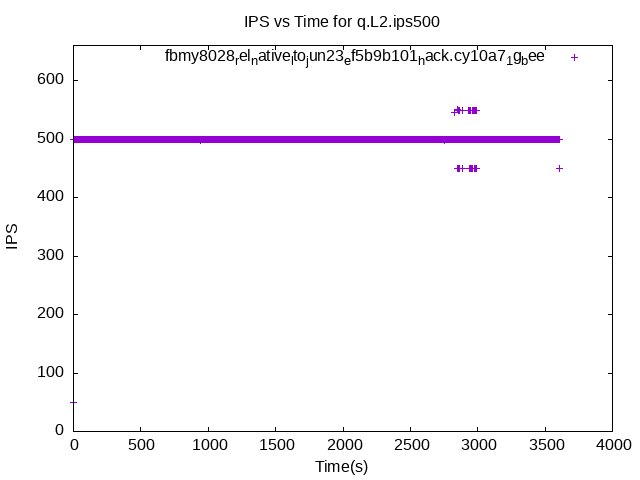 IPS vs Time for q.L2.ips500
fbmy8028relnativeltojun23ef5b9b101hack.cy10a71gbee
600
500
400
300
200
100
0
IPS
0 500 1000 1500 2000 2500 3000 3500 4000
Time(s)